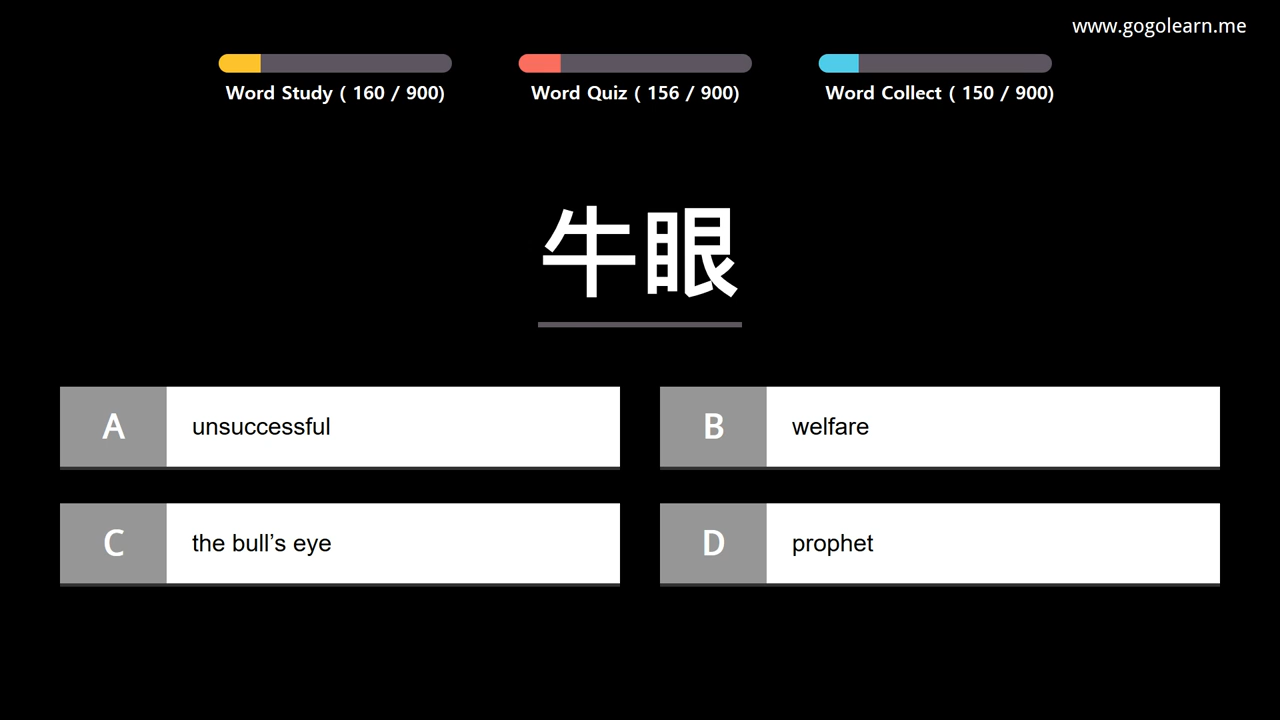 www.gogolearn.me
Word Study ( 160 / 900)
Word Quiz ( 156 / 900)
Word Collect ( 150 / 900)
牛眼
A unsuccessful
B welfare
C the bull’s eye
D prophet